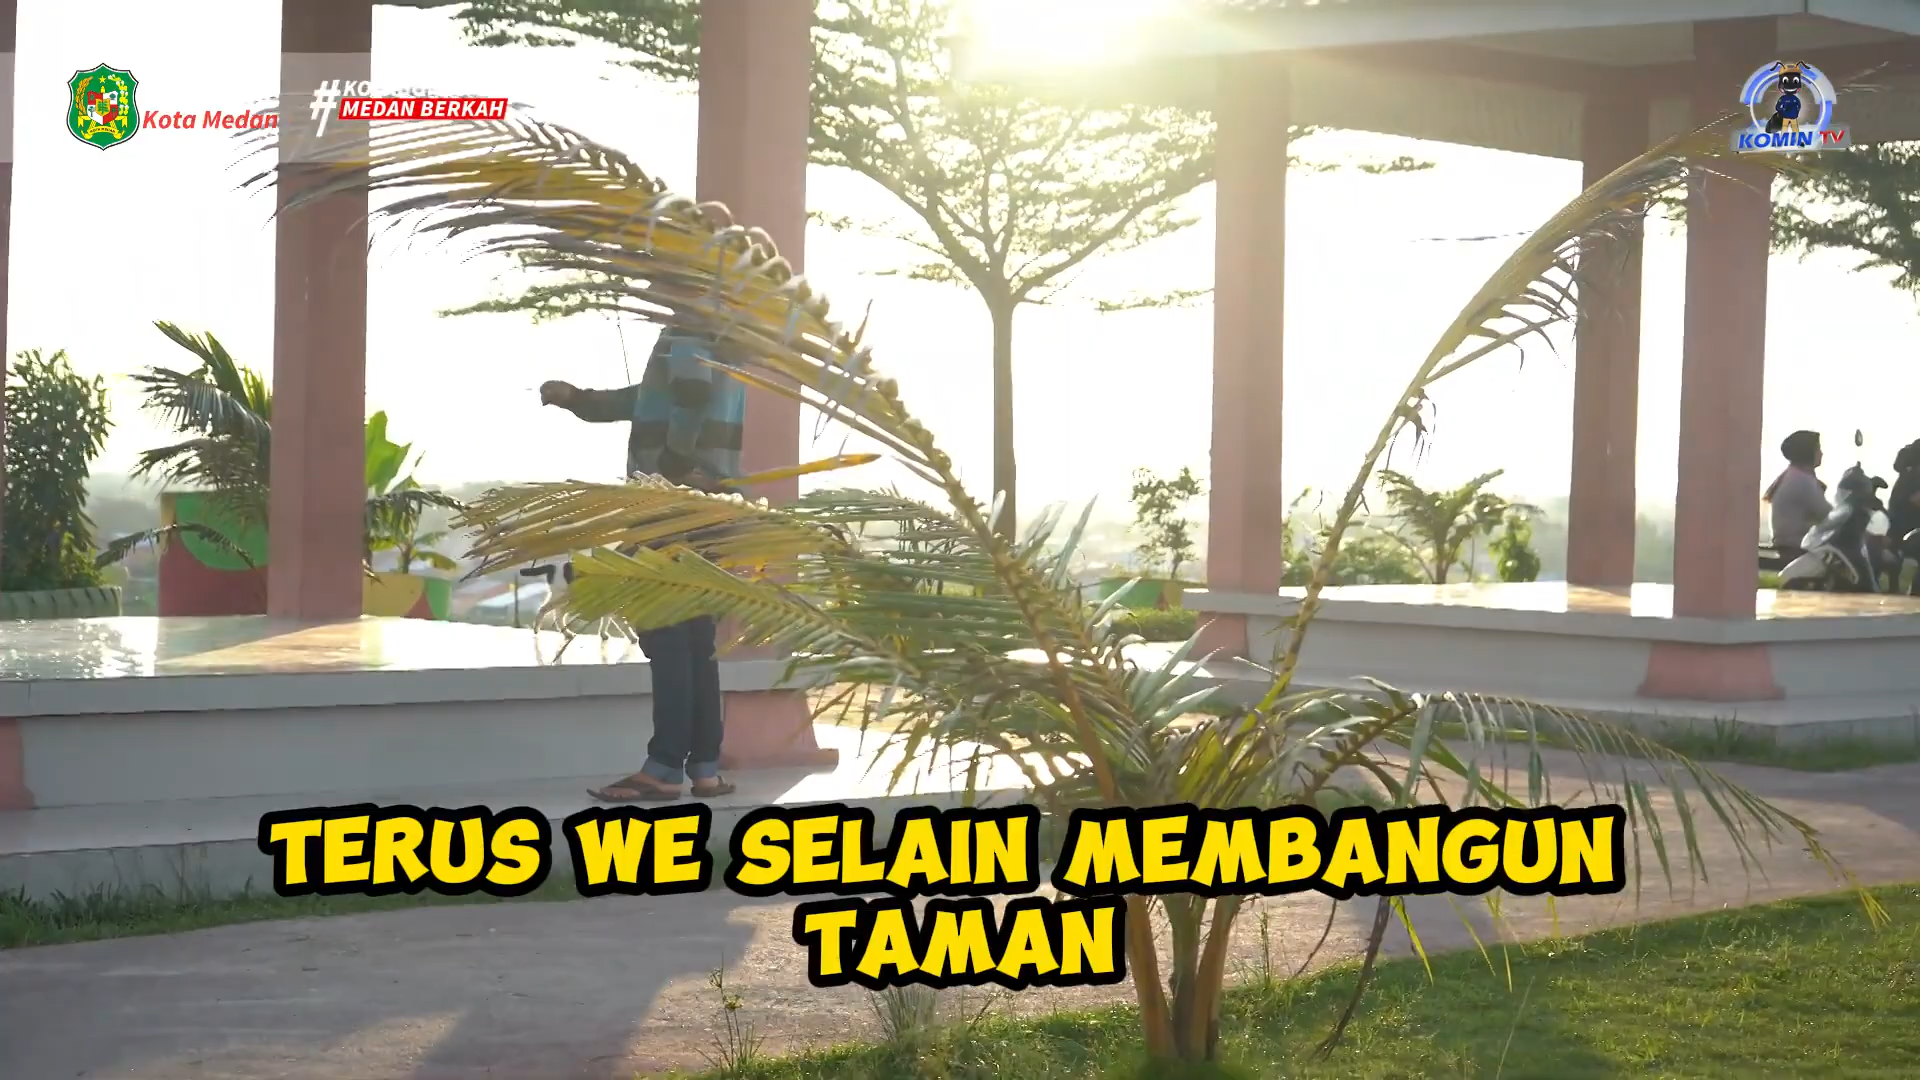 Kota Medan
MEDAN BERKAH
KOMIN TV
TERUS WE SELAIN MEMBANGUN
TAMAN